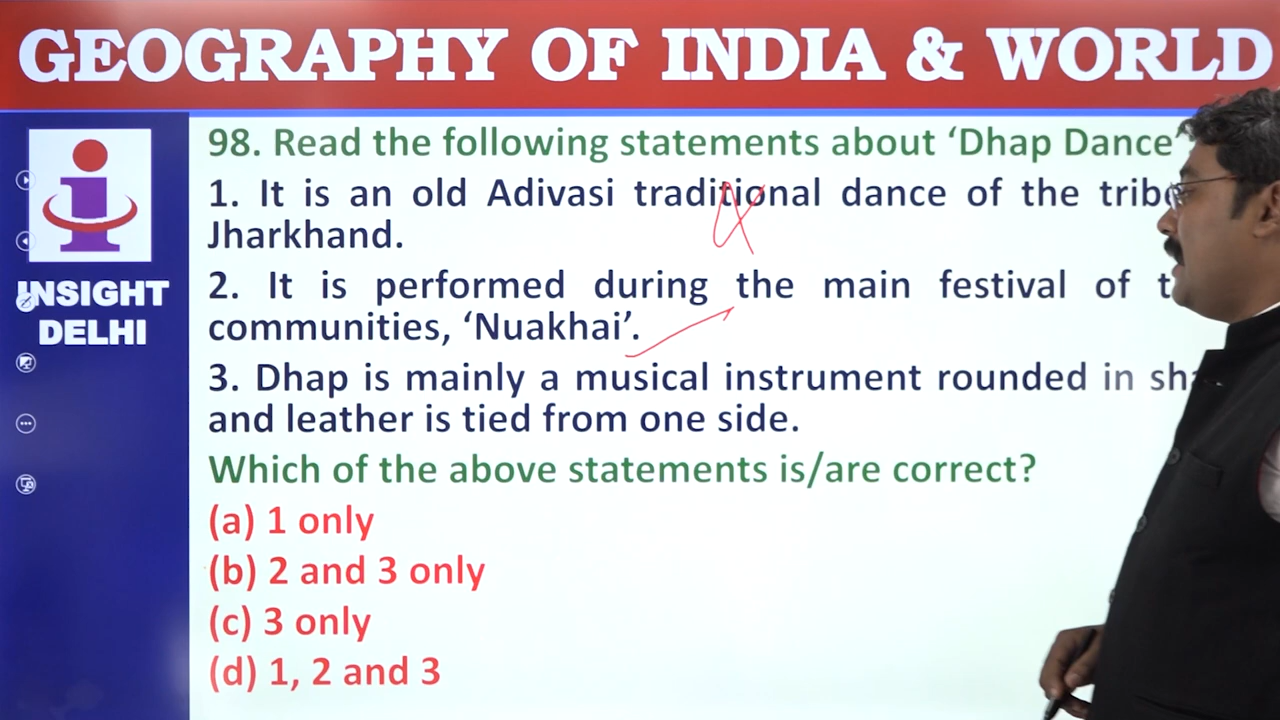 GEOGRAPHY OF INDIA & WORLD
INSIGHT
DELHI
98. Read the following statements about ‘Dhap Dance’
1. It is an old Adivasi traditional dance of the
Jharkhand.
2. It is performed during the main festival of
communities, ‘Nuakhai’.
3. Dhap is mainly a musical instrument rounded in
and leather is tied from one side.
Which of the above statements is/are correct?
(a) 1 only
(b) 2 and 3 only
(c) 3 only
(d) 1, 2 and 3